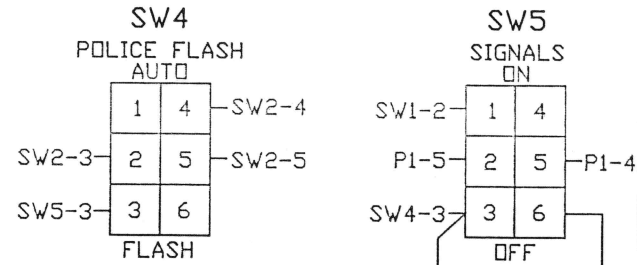 SW4
POLICE FLASH
AUTO
1 4 SW2-4
SW2-3 2 5 SW2-5
SW5-3 3 6
FLASH
SW5
SIGNALS
ON
SW1-2 1 4
P1-5 2 5 P1-4
SW4-3 3 6
OFF